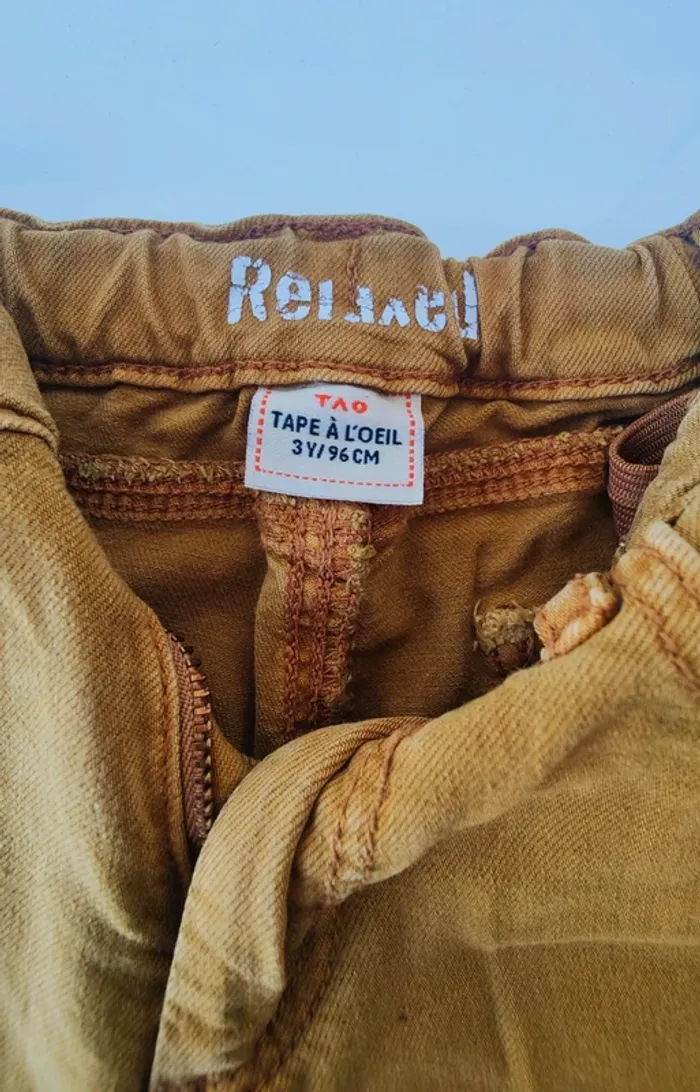 Relaxed
TAO
TAPE À L'OEIL
3Y/96CM